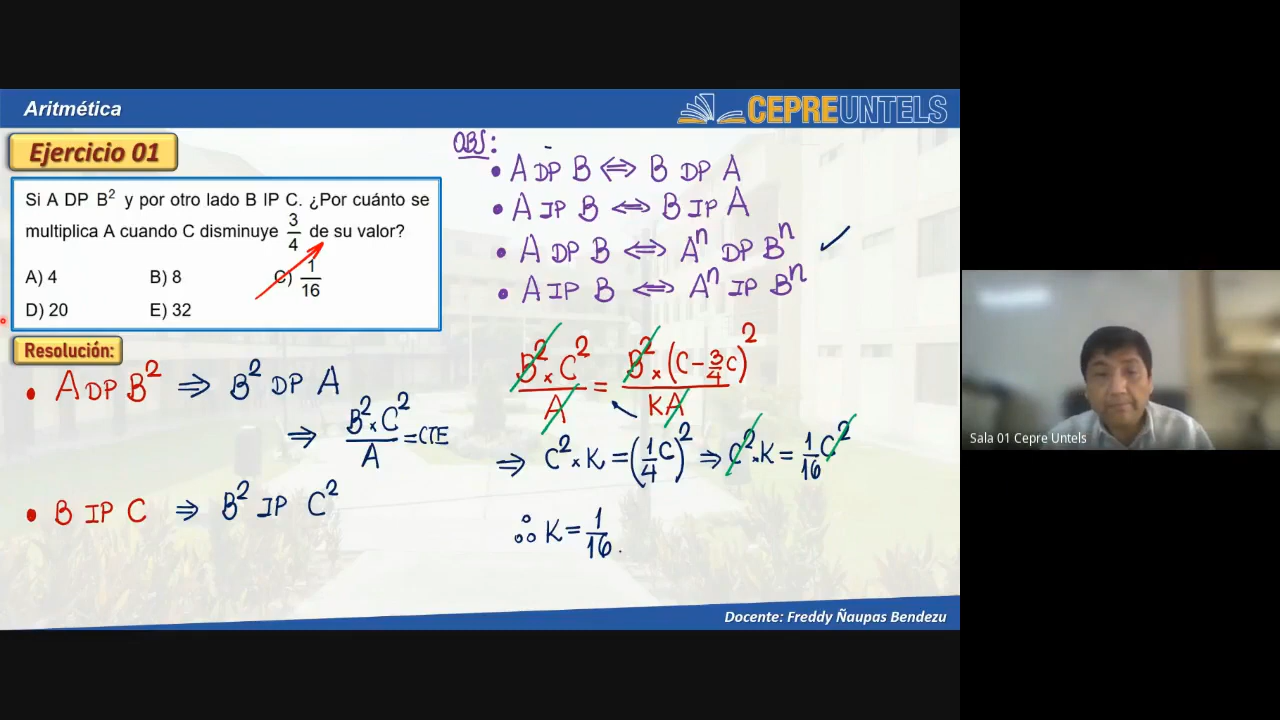 Aritmética
CEPREUNTELS
Ejercicio 01
Si A DP B² y por otro lado B IP C. ¿Por cuánto se
multiplica A cuando C disminuye 3/4 de su valor?
A) 4 B) 8 C) 1/16
D) 20 E) 32
OBS:
• A DP B ⇔ B DP A
• A IP B ⇔ B IP A
• A DP B ⇔ Aⁿ DP Bⁿ ✓
• A IP B ⇔ Aⁿ IP Bⁿ
Resolución:
• A DP B² ⇒ B² DP A
⇒ B² × C² / A = CTE
• B IP C ⇒ B² IP C²
B² × C² / A = B² × (C - 3/4 C)² / KA
⇒ C² × K = (1/4 C)² ⇒ C² × K = 1/16 C²
∴ K = 1/16.
Sala 01 Cepre Untels
Docente: Freddy Ñaupas Bendezu